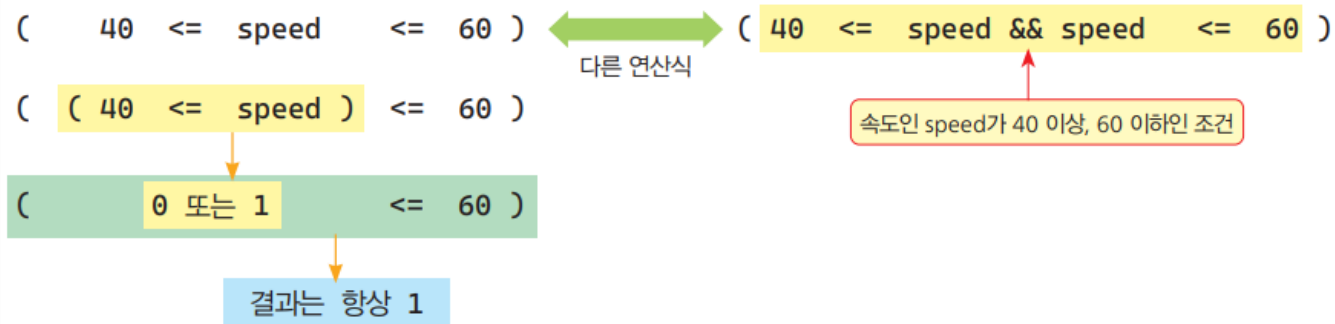 ( 40 <= speed <= 60 )
다른 연산식
( 40 <= speed && speed <= 60 )
속도인 speed가 40 이상, 60 이하인 조건
( ( 40 <= speed ) <= 60 )
( 0 또는 1 <= 60 )
결과는 항상 1